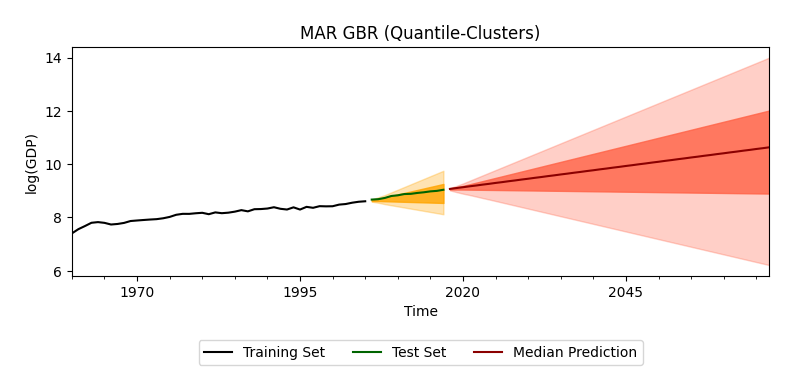 MAR GBR (Quantile-Clusters)
14
12
10
8
6
log(GDP)
1970
1995
2020
2045
Time
Training Set
Test Set
Median Prediction